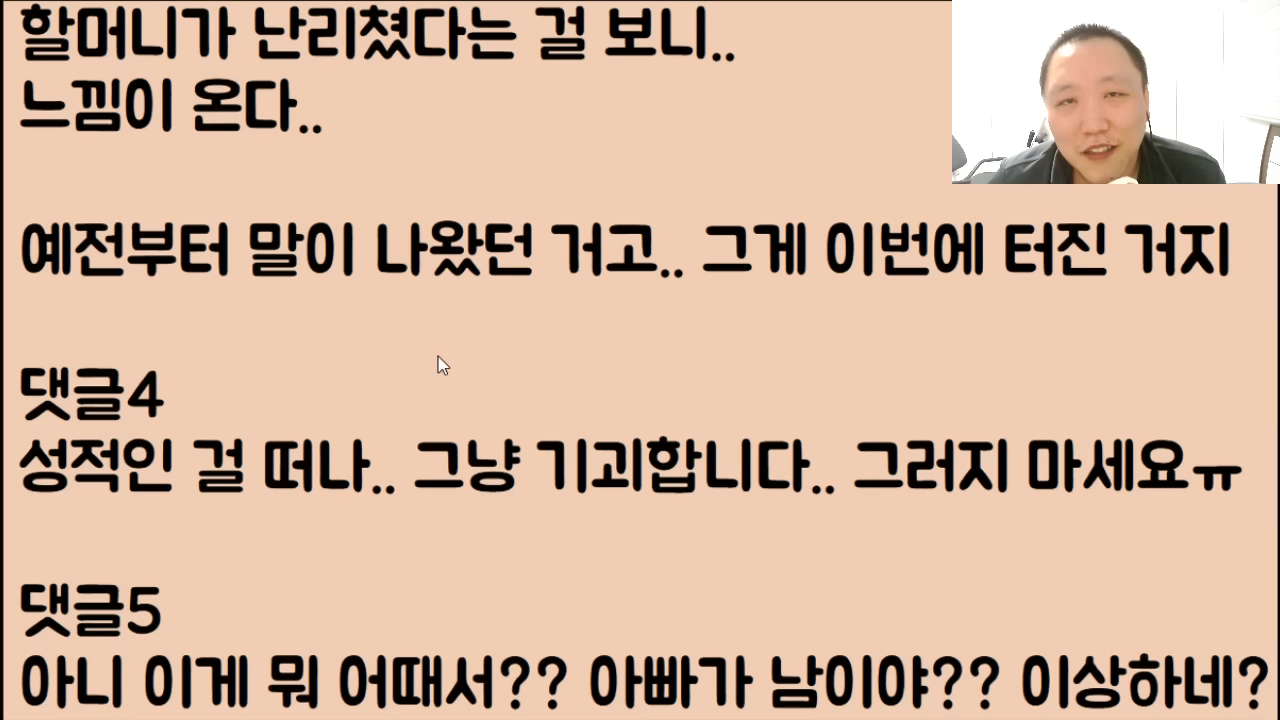 할머니가 난리쳤다는 걸 보니..
느낌이 온다..
예전부터 말이 나왔던 거고.. 그게 이번에 터진 거지
댓글4
성적인 걸 떠나.. 그냥 기괴합니다.. 그러지 마세요ㅠ
댓글5
아니 이게 뭐 어때서?? 아빠가 남이야?? 이상하네?